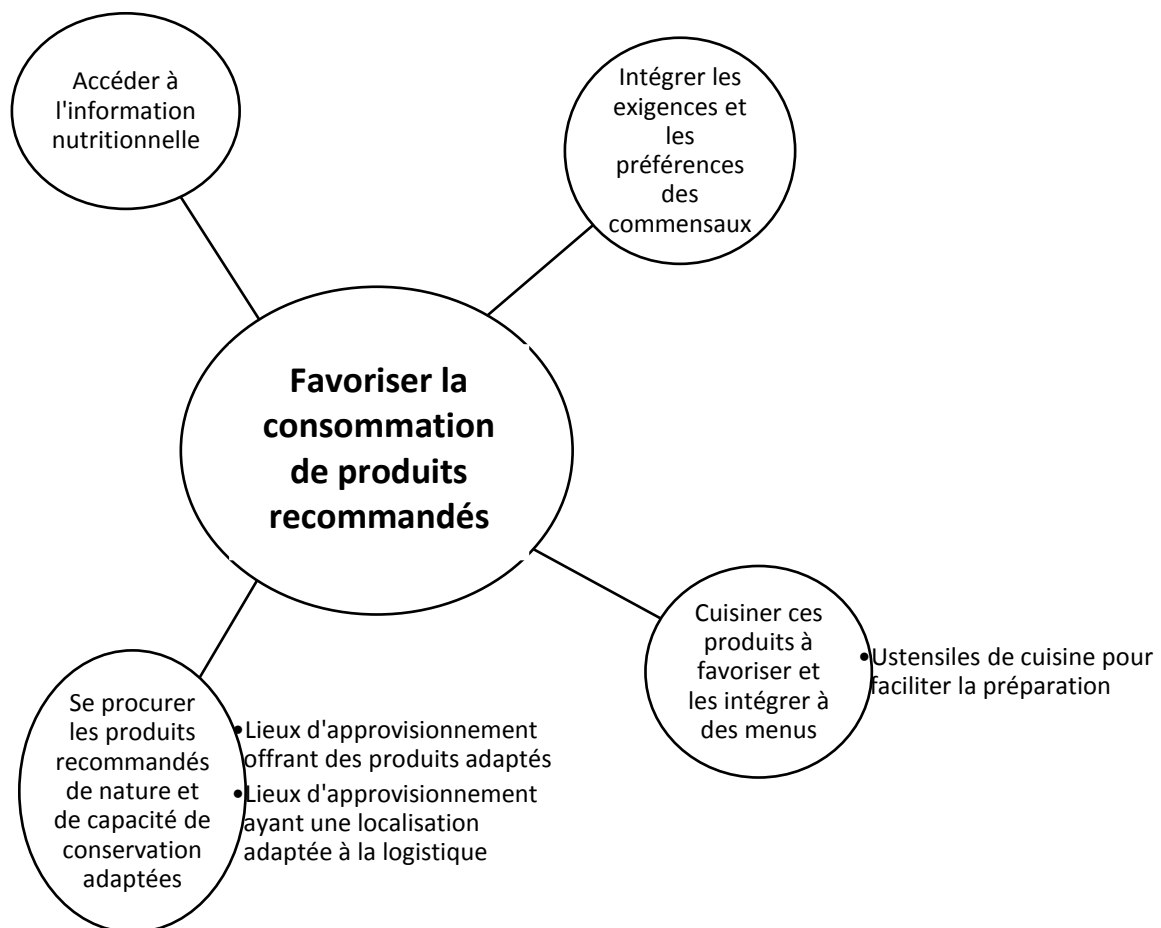 Accéder à
l'information
nutritionnelle
Intégrer les
exigences et
les
préférences
des
commensaux
Favoriser la
consommation
de produits
recommandés
Cuisiner ces
produits à
favoriser et
les intégrer à
des menus
•Ustensiles de cuisine pour
faciliter la préparation
Se procurer
les produits
recommandés
de nature et
de capacité de
conservation
adaptées
•Lieux d'approvisionnement
offrant des produits adaptés
•Lieux d'approvisionnement
ayant une localisation
adaptée à la logistique